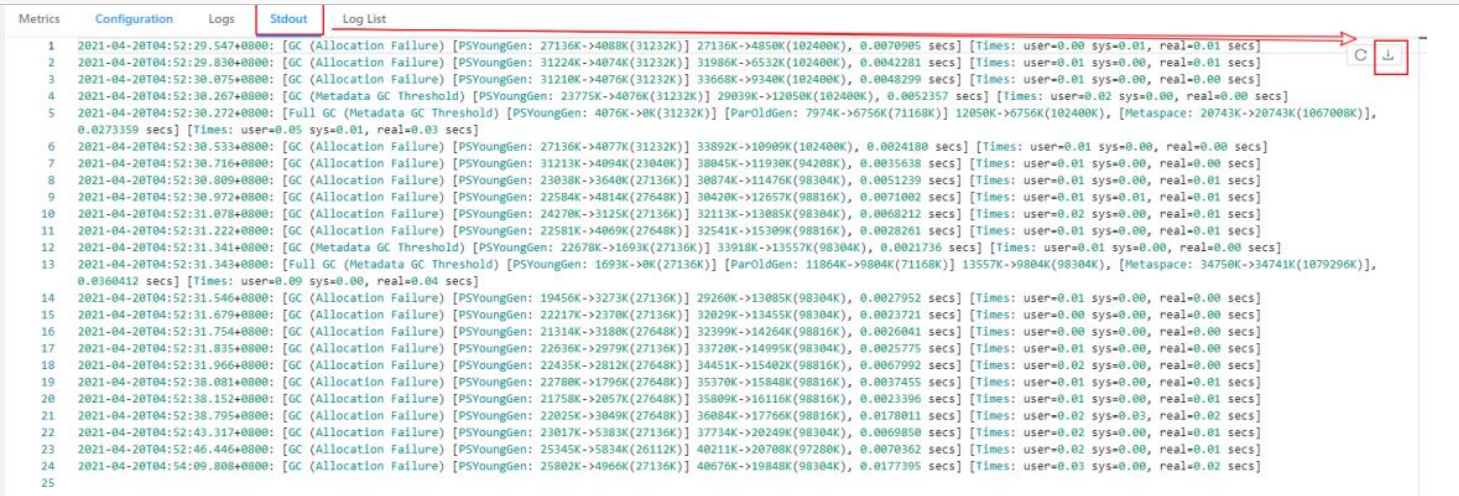 Metrics Configuration Logs Stdout Log List
1 2021-04-20T04:52:29.547+0800: [GC (Allocation Failure) [PSYoungGen: 27136K->4088K(31232K)] 27136K->4850K(102400K), 0.0070905 secs] [Times: user=0.00 sys=0.01, real=0.01 secs]
2 2021-04-20T04:52:29.830+0800: [GC (Allocation Failure) [PSYoungGen: 31224K->4074K(31232K)] 31986K->6532K(102400K), 0.0042281 secs] [Times: user=0.01 sys=0.00, real=0.01 secs]
3 2021-04-20T04:52:30.075+0800: [GC (Allocation Failure) [PSYoungGen: 31210K->4076K(31232K)] 33668K->9340K(102400K), 0.0048299 secs] [Times: user=0.01 sys=0.00, real=0.01 secs]
4 2021-04-20T04:52:30.267+0800: [GC (Metadata GC Threshold) [PSYoungGen: 23775K->4076K(31232K)] 29039K->12050K(102400K), 0.0052357 secs] [Times: user=0.02 sys=0.00, real=0.00 secs]
5 2021-04-20T04:52:30.272+0800: [Full GC (Metadata GC Threshold) [PSYoungGen: 4076K->0K(31232K)] [ParOldGen: 7974K->6756K(71168K)] 12050K->6756K(102400K), [Metaspace: 20743K->20743K(1067008K)],
0.0273359 secs] [Times: user=0.05 sys=0.01, real=0.03 secs]
6 2021-04-20T04:52:30.533+0800: [GC (Allocation Failure) [PSYoungGen: 27136K->4077K(31232K)] 33892K->10909K(102400K), 0.0024180 secs] [Times: user=0.01 sys=0.00, real=0.00 secs]
7 2021-04-20T04:52:30.716+0800: [GC (Allocation Failure) [PSYoungGen: 31213K->4094K(23040K)] 38045K->11930K(94208K), 0.0035638 secs] [Times: user=0.01 sys=0.00, real=0.01 secs]
8 2021-04-20T04:52:30.809+0800: [GC (Allocation Failure) [PSYoungGen: 23038K->3640K(27136K)] 30874K->11476K(98304K), 0.0051239 secs] [Times: user=0.01 sys=0.00, real=0.01 secs]
9 2021-04-20T04:52:30.972+0800: [GC (Allocation Failure) [PSYoungGen: 22584K->4814K(27648K)] 30420K->12657K(98816K), 0.0071002 secs] [Times: user=0.01 sys=0.01, real=0.01 secs]
10 2021-04-20T04:52:31.078+0800: [GC (Allocation Failure) [PSYoungGen: 24270K->3125K(27136K)] 32113K->13085K(98304K), 0.0068212 secs] [Times: user=0.02 sys=0.00, real=0.01 secs]
11 2021-04-20T04:52:31.222+0800: [GC (Allocation Failure) [PSYoungGen: 22581K->4069K(27648K)] 32541K->15309K(98816K), 0.0028261 secs] [Times: user=0.01 sys=0.00, real=0.01 secs]
12 2021-04-20T04:52:31.341+0800: [GC (Metadata GC Threshold) [PSYoungGen: 22678K->1693K(27136K)] 33918K->13557K(98304K), 0.0021736 secs] [Times: user=0.01 sys=0.00, real=0.00 secs]
13 2021-04-20T04:52:31.343+0800: [Full GC (Metadata GC Threshold) [PSYoungGen: 1693K->0K(27136K)] [ParOldGen: 11864K->9804K(71168K)] 13557K->9804K(98304K), [Metaspace: 34750K->34741K(1079296K)],
0.0360412 secs] [Times: user=0.09 sys=0.00, real=0.04 secs]
14 2021-04-20T04:52:31.546+0800: [GC (Allocation Failure) [PSYoungGen: 19456K->3273K(27136K)] 29260K->13085K(98304K), 0.0027952 secs] [Times: user=0.01 sys=0.00, real=0.00 secs]
15 2021-04-20T04:52:31.679+0800: [GC (Allocation Failure) [PSYoungGen: 22217K->2370K(27136K)] 32029K->13455K(98304K), 0.0023721 secs] [Times: user=0.00 sys=0.00, real=0.00 secs]
16 2021-04-20T04:52:31.754+0800: [GC (Allocation Failure) [PSYoungGen: 21314K->3180K(27648K)] 32399K->14264K(98816K), 0.0026041 secs] [Times: user=0.01 sys=0.00, real=0.00 secs]
17 2021-04-20T04:52:31.835+0800: [GC (Allocation Failure) [PSYoungGen: 22636K->2979K(27136K)] 33720K->14995K(98304K), 0.0025775 secs] [Times: user=0.01 sys=0.00, real=0.00 secs]
18 2021-04-20T04:52:31.966+0800: [GC (Allocation Failure) [PSYoungGen: 22435K->2812K(27648K)] 34451K->15402K(98816K), 0.0067992 secs] [Times: user=0.02 sys=0.00, real=0.00 secs]
19 2021-04-20T04:52:38.081+0800: [GC (Allocation Failure) [PSYoungGen: 22780K->1796K(27648K)] 35370K->15848K(98816K), 0.0037455 secs] [Times: user=0.01 sys=0.00, real=0.01 secs]
20 2021-04-20T04:52:38.152+0800: [GC (Allocation Failure) [PSYoungGen: 21758K->2057K(27648K)] 35809K->16116K(98816K), 0.0023396 secs] [Times: user=0.01 sys=0.00, real=0.00 secs]
21 2021-04-20T04:52:38.795+0800: [GC (Allocation Failure) [PSYoungGen: 22025K->3049K(27648K)] 36084K->17766K(98816K), 0.0178011 secs] [Times: user=0.02 sys=0.03, real=0.02 secs]
22 2021-04-20T04:52:43.317+0800: [GC (Allocation Failure) [PSYoungGen: 23017K->5383K(27136K)] 37734K->20249K(98304K), 0.0069850 secs] [Times: user=0.02 sys=0.00, real=0.01 secs]
23 2021-04-20T04:52:46.446+0800: [GC (Allocation Failure) [PSYoungGen: 25345K->5834K(26112K)] 40211K->20708K(97280K), 0.0070362 secs] [Times: user=0.02 sys=0.00, real=0.01 secs]
24 2021-04-20T04:54:09.808+0800: [GC (Allocation Failure) [PSYoungGen: 25802K->4966K(27136K)] 40676K->19848K(98304K), 0.0177395 secs] [Times: user=0.03 sys=0.00, real=0.02 secs]
25